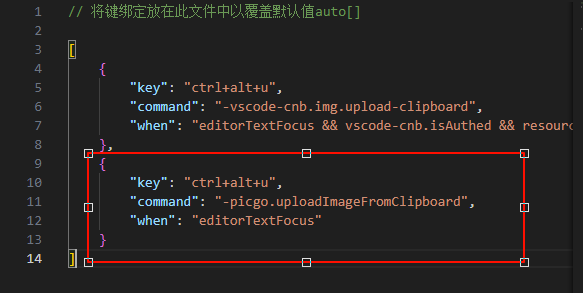 1 // 将键绑定放在此文件中以覆盖默认值auto[]
2
3 [
4 {
5 "key": "ctrl+alt+u",
6 "command": "-vscode-cnb.img.upload-clipboard",
7 "when": "editorTextFocus && vscode-cnb.isAuthed && resour
8 },
9 {
10 "key": "ctrl+alt+u",
11 "command": "-picgo.uploadImageFromClipboard",
12 "when": "editorTextFocus"
13 }
14 ]